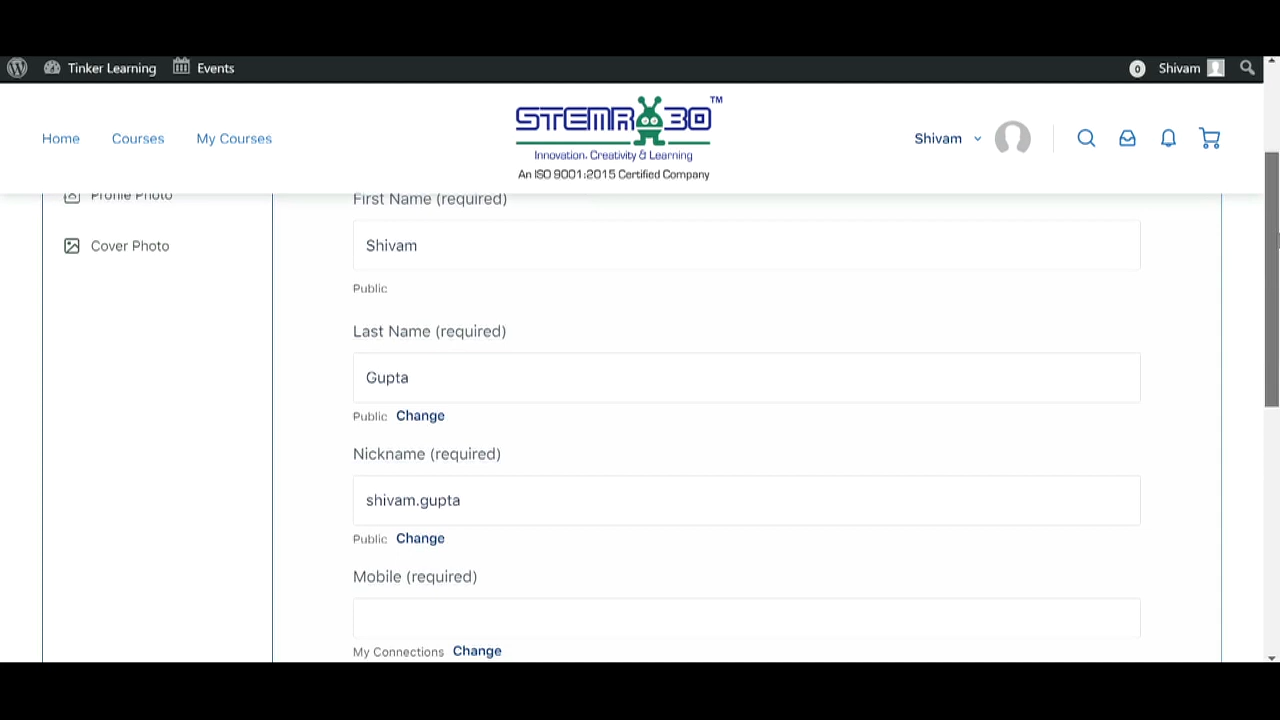 Tinker Learning Events 0 Shivam
Home Courses My Courses
STEMROBO TM
Innovation, Creativity & Learning
An ISO 9001:2015 Certified Company
Shivam
Profile Photo
Cover Photo
First Name (required)
Shivam
Public
Last Name (required)
Gupta
Public Change
Nickname (required)
shivam.gupta
Public Change
Mobile (required)
My Connections Change